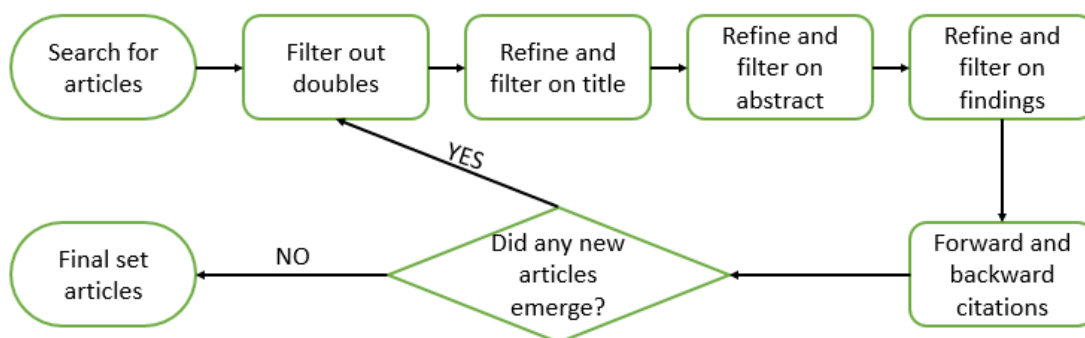 Search for
articles
Filter out
doubles
Refine and
filter on title
Refine and
filter on
abstract
Refine and
filter on
findings
YES
Forward and
backward
citations
Did any new
articles
emerge?
NO
Final set
articles